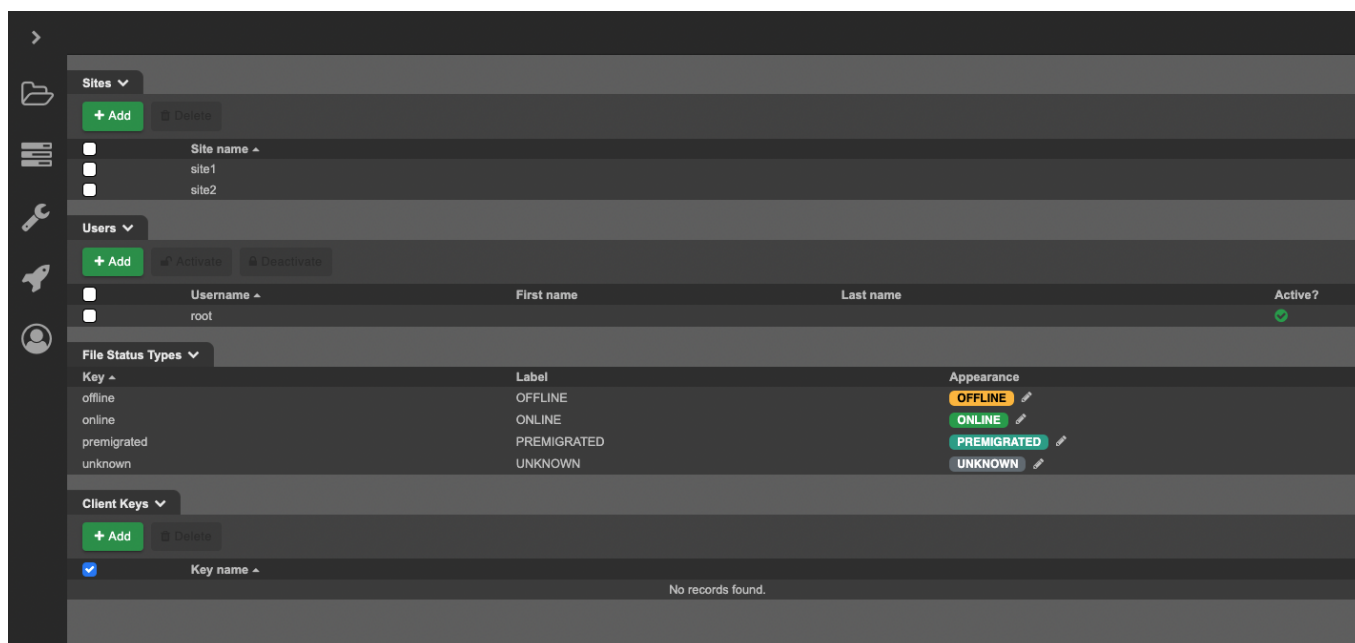 Sites
+ Add Delete
Site name
site1
site2
Users
+ Add Activate Deactivate
Username First name Last name Active?
root
File Status Types
Key Label Appearance
offline OFFLINE OFFLINE
online ONLINE ONLINE
premigrated PREMIGRATED PREMIGRATED
unknown UNKNOWN UNKNOWN
Client Keys
+ Add Delete
Key name
No records found.